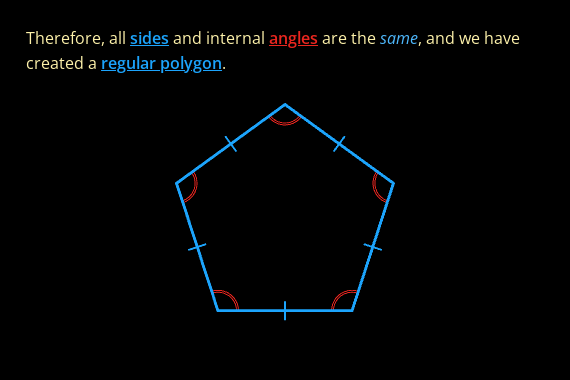 Therefore, all sides and internal angles are the same, and we have
created a regular polygon.